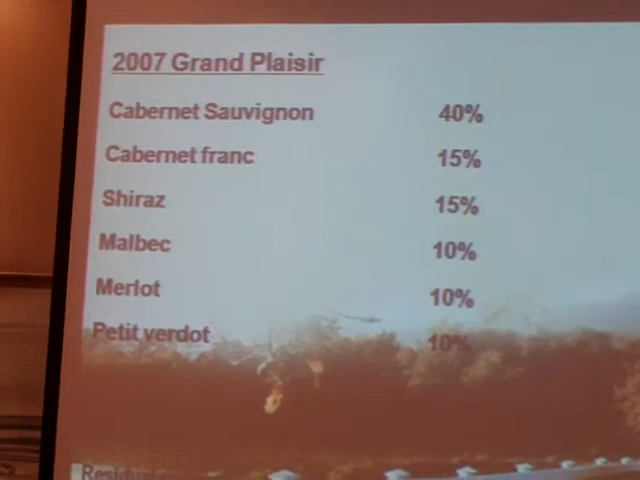 2007 Grand Plaisir
Cabernet Sauvignon 40%
Cabernet franc 15%
Shiraz 15%
Malbec 10%
Merlot 10%
Petit verdot 10%